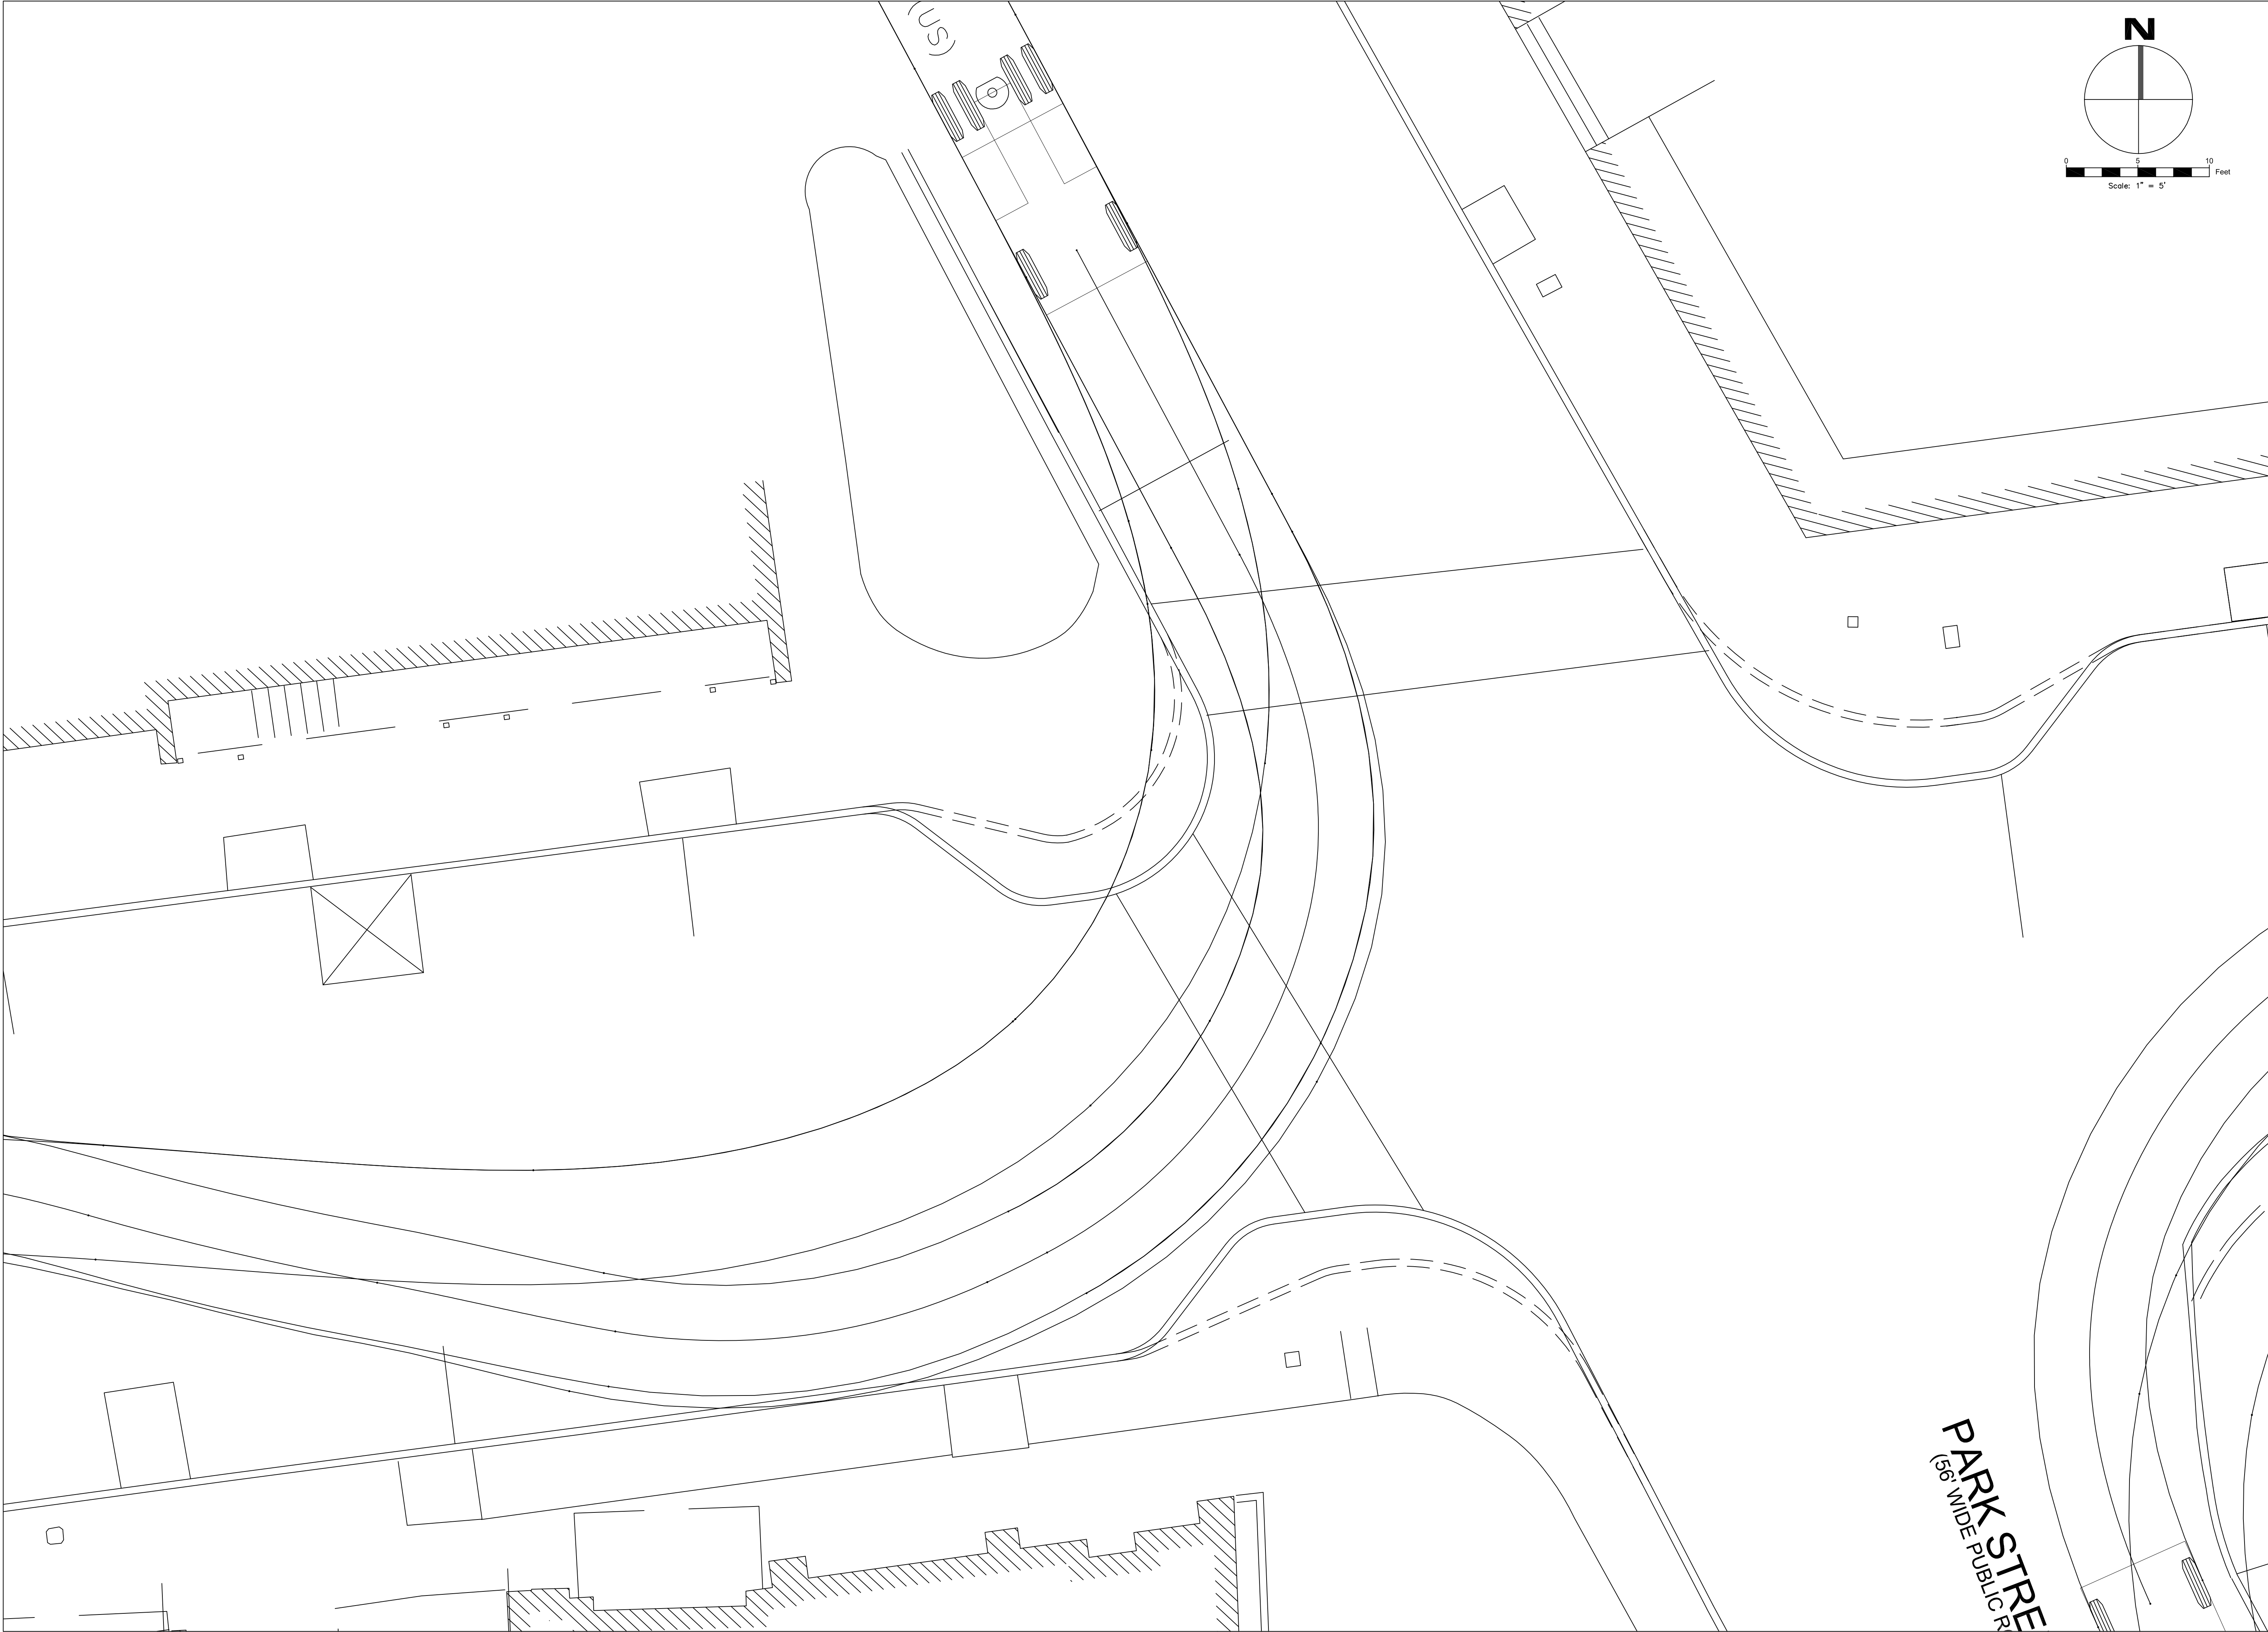 us)
N
0 5 10
Feet
Scale: 1" = 5'
PARK STRE
(56' WIDE PUBLIC R